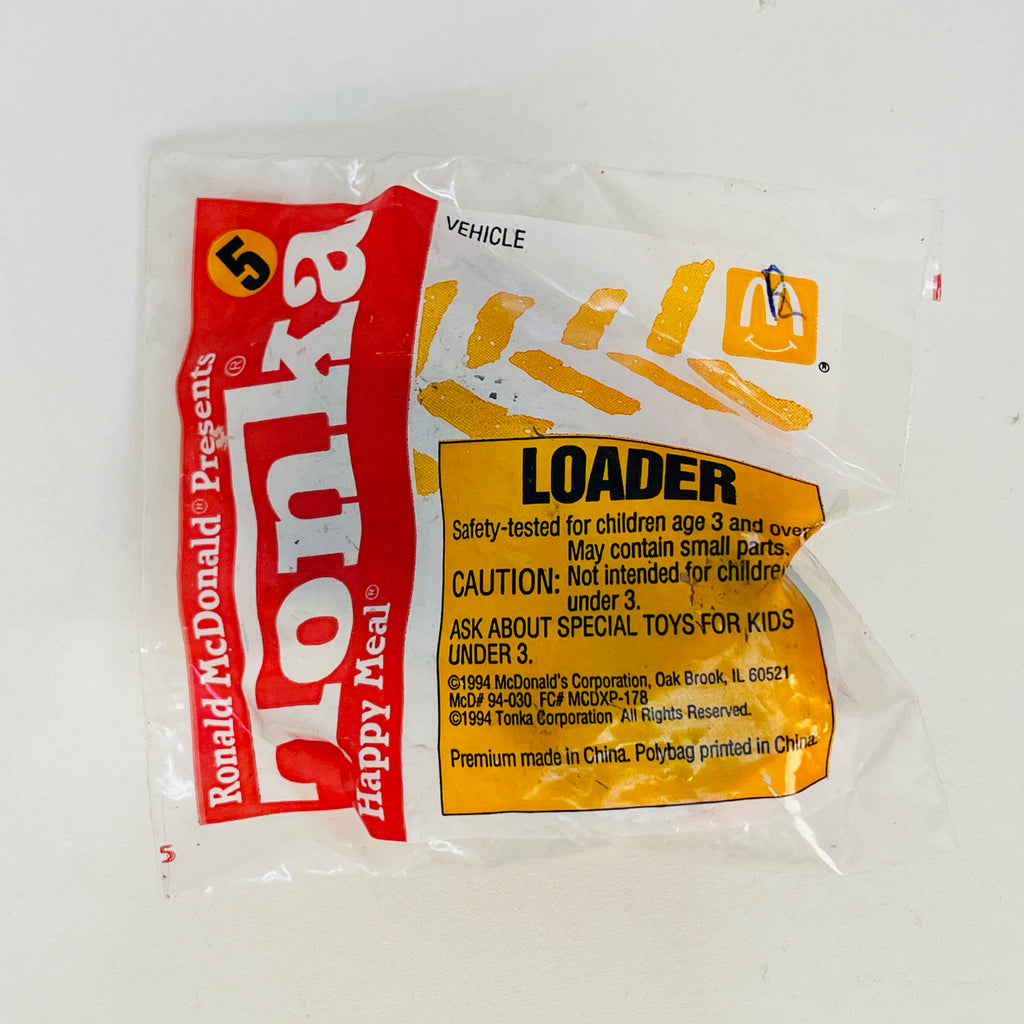 5
Ronald McDonald® Presents
Tonka®
Happy Meal®
VEHICLE
®
LOADER
Safety-tested for children age 3 and over
May contain small parts.
CAUTION: Not intended for children
under 3.
ASK ABOUT SPECIAL TOYS FOR KIDS
UNDER 3.
©1994 McDonald's Corporation, Oak Brook, IL 60521
McD# 94-030 FC# MCDXP-178
©1994 Tonka Corporation All Rights Reserved.
Premium made in China. Polybag printed in China.
5